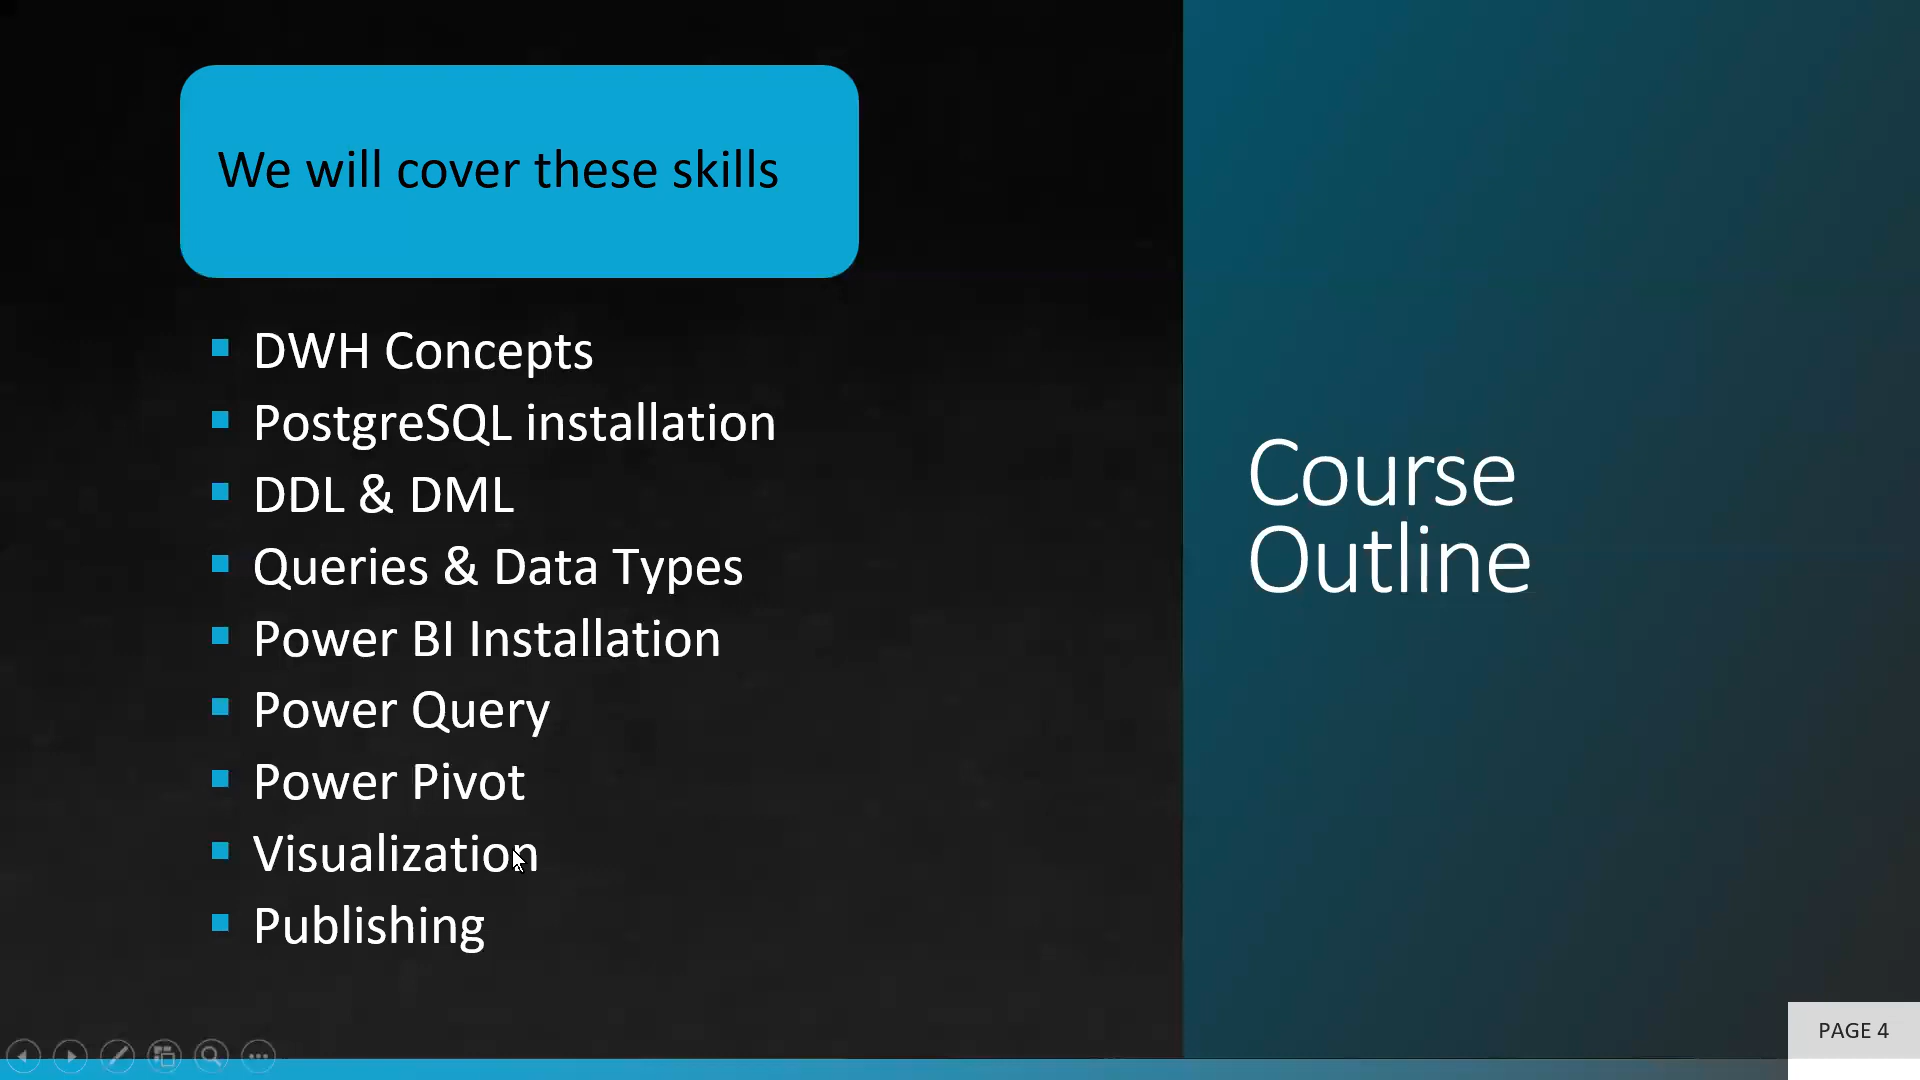 We will cover these skills
DWH Concepts
PostgreSQL installation
DDL & DML
Queries & Data Types
Power BI Installation
Power Query
Power Pivot
Visualization
Publishing
Course
Outline
PAGE 4